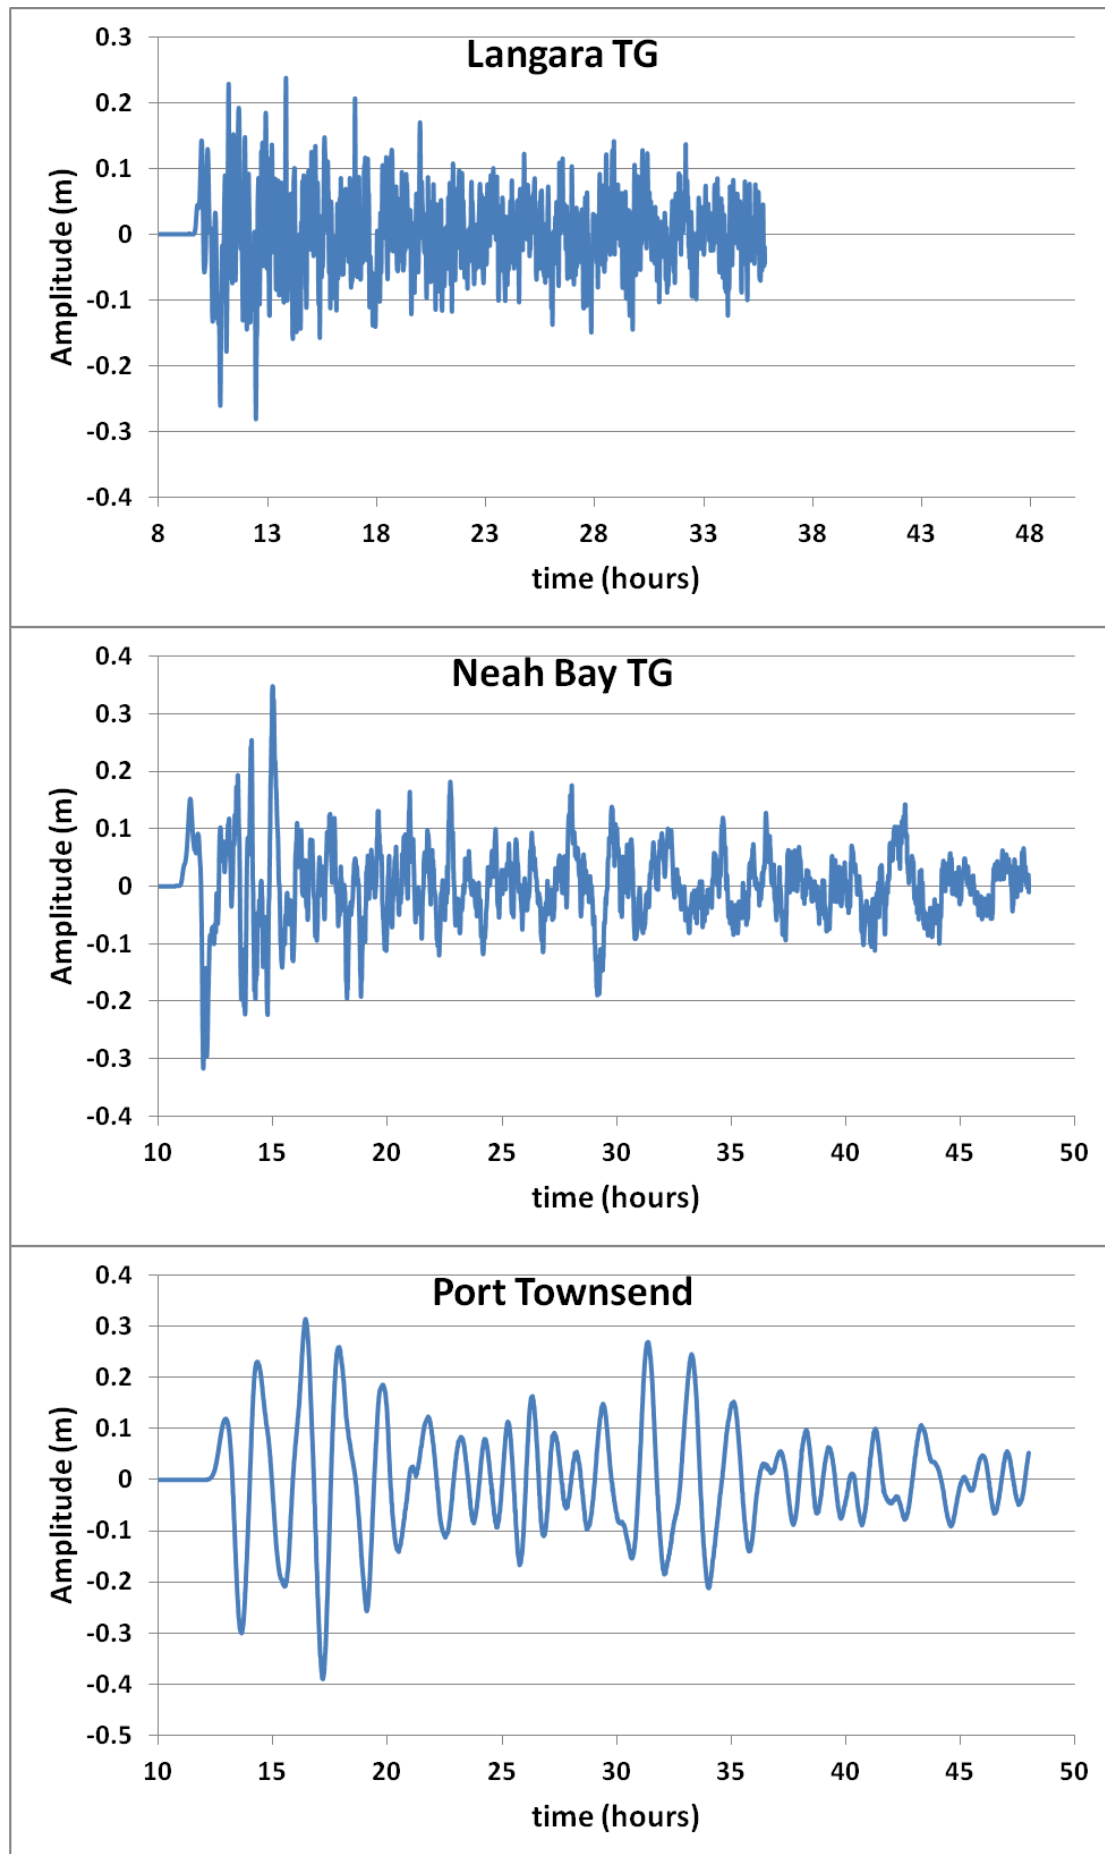 Langara TG
Amplitude (m)
0.3
0.2
0.1
0
-0.1
-0.2
-0.3
-0.4
8 13 18 23 28 33 38 43 48
time (hours)
Neah Bay TG
Amplitude (m)
0.4
0.3
0.2
0.1
0
-0.1
-0.2
-0.3
-0.4
10 15 20 25 30 35 40 45 50
time (hours)
Port Townsend
Amplitude (m)
0.4
0.3
0.2
0.1
0
-0.1
-0.2
-0.3
-0.4
-0.5
10 15 20 25 30 35 40 45 50
time (hours)